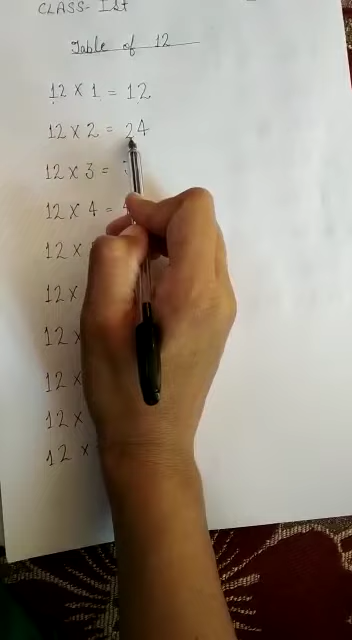 CLASS- Ist
Table of 12
12 × 1 = 12
12 × 2 = 24
12 × 3 =
12 × 4 =
12 ×
12 ×
12 ×
12 ×
12 ×
12 ×